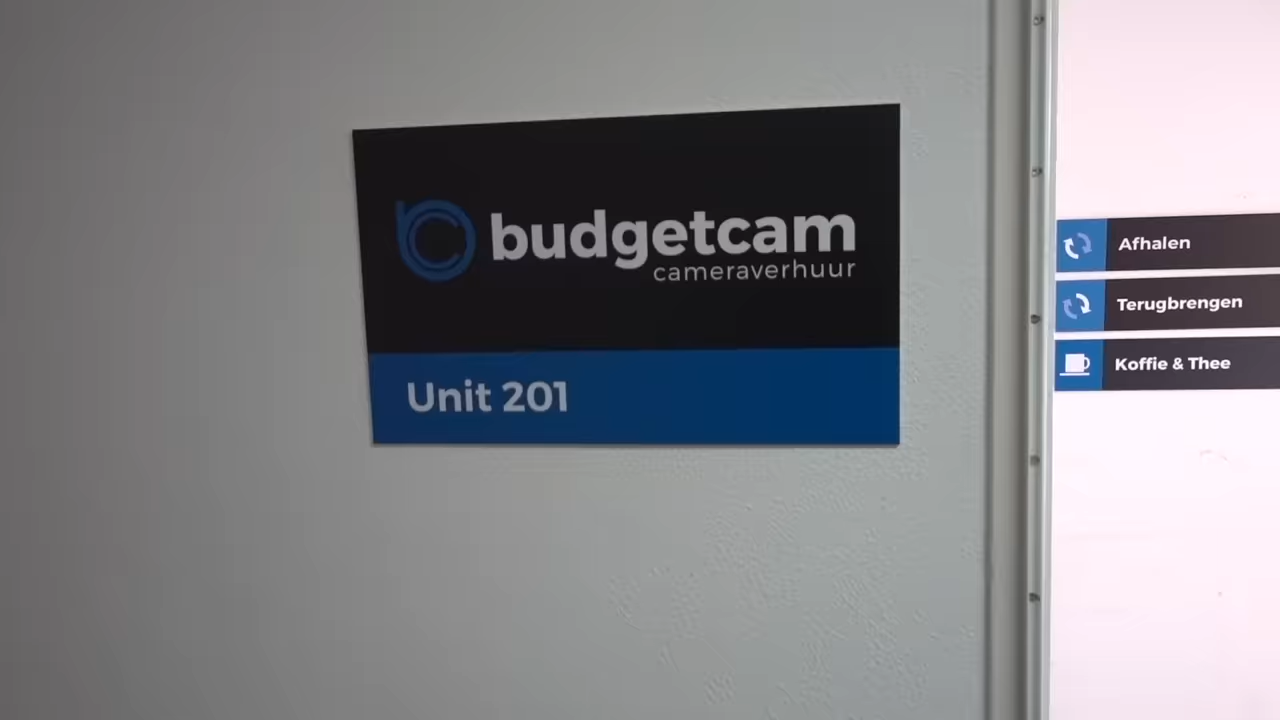 budgetcam
cameraverhuur
Unit 201
Afhalen
Terugbrengen
Koffie & Thee